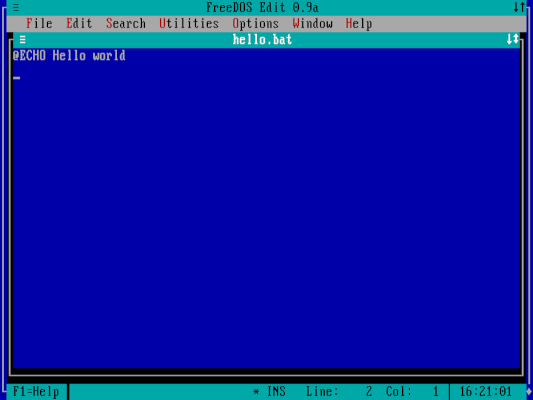 ≡ FreeDOS Edit 0.9a ↓↑
File Edit Search Utilities Options Window Help
≡ hello.bat ↓↕
@ECHO Hello world
F1=Help * INS Line: 2 Col: 1 16:21:01